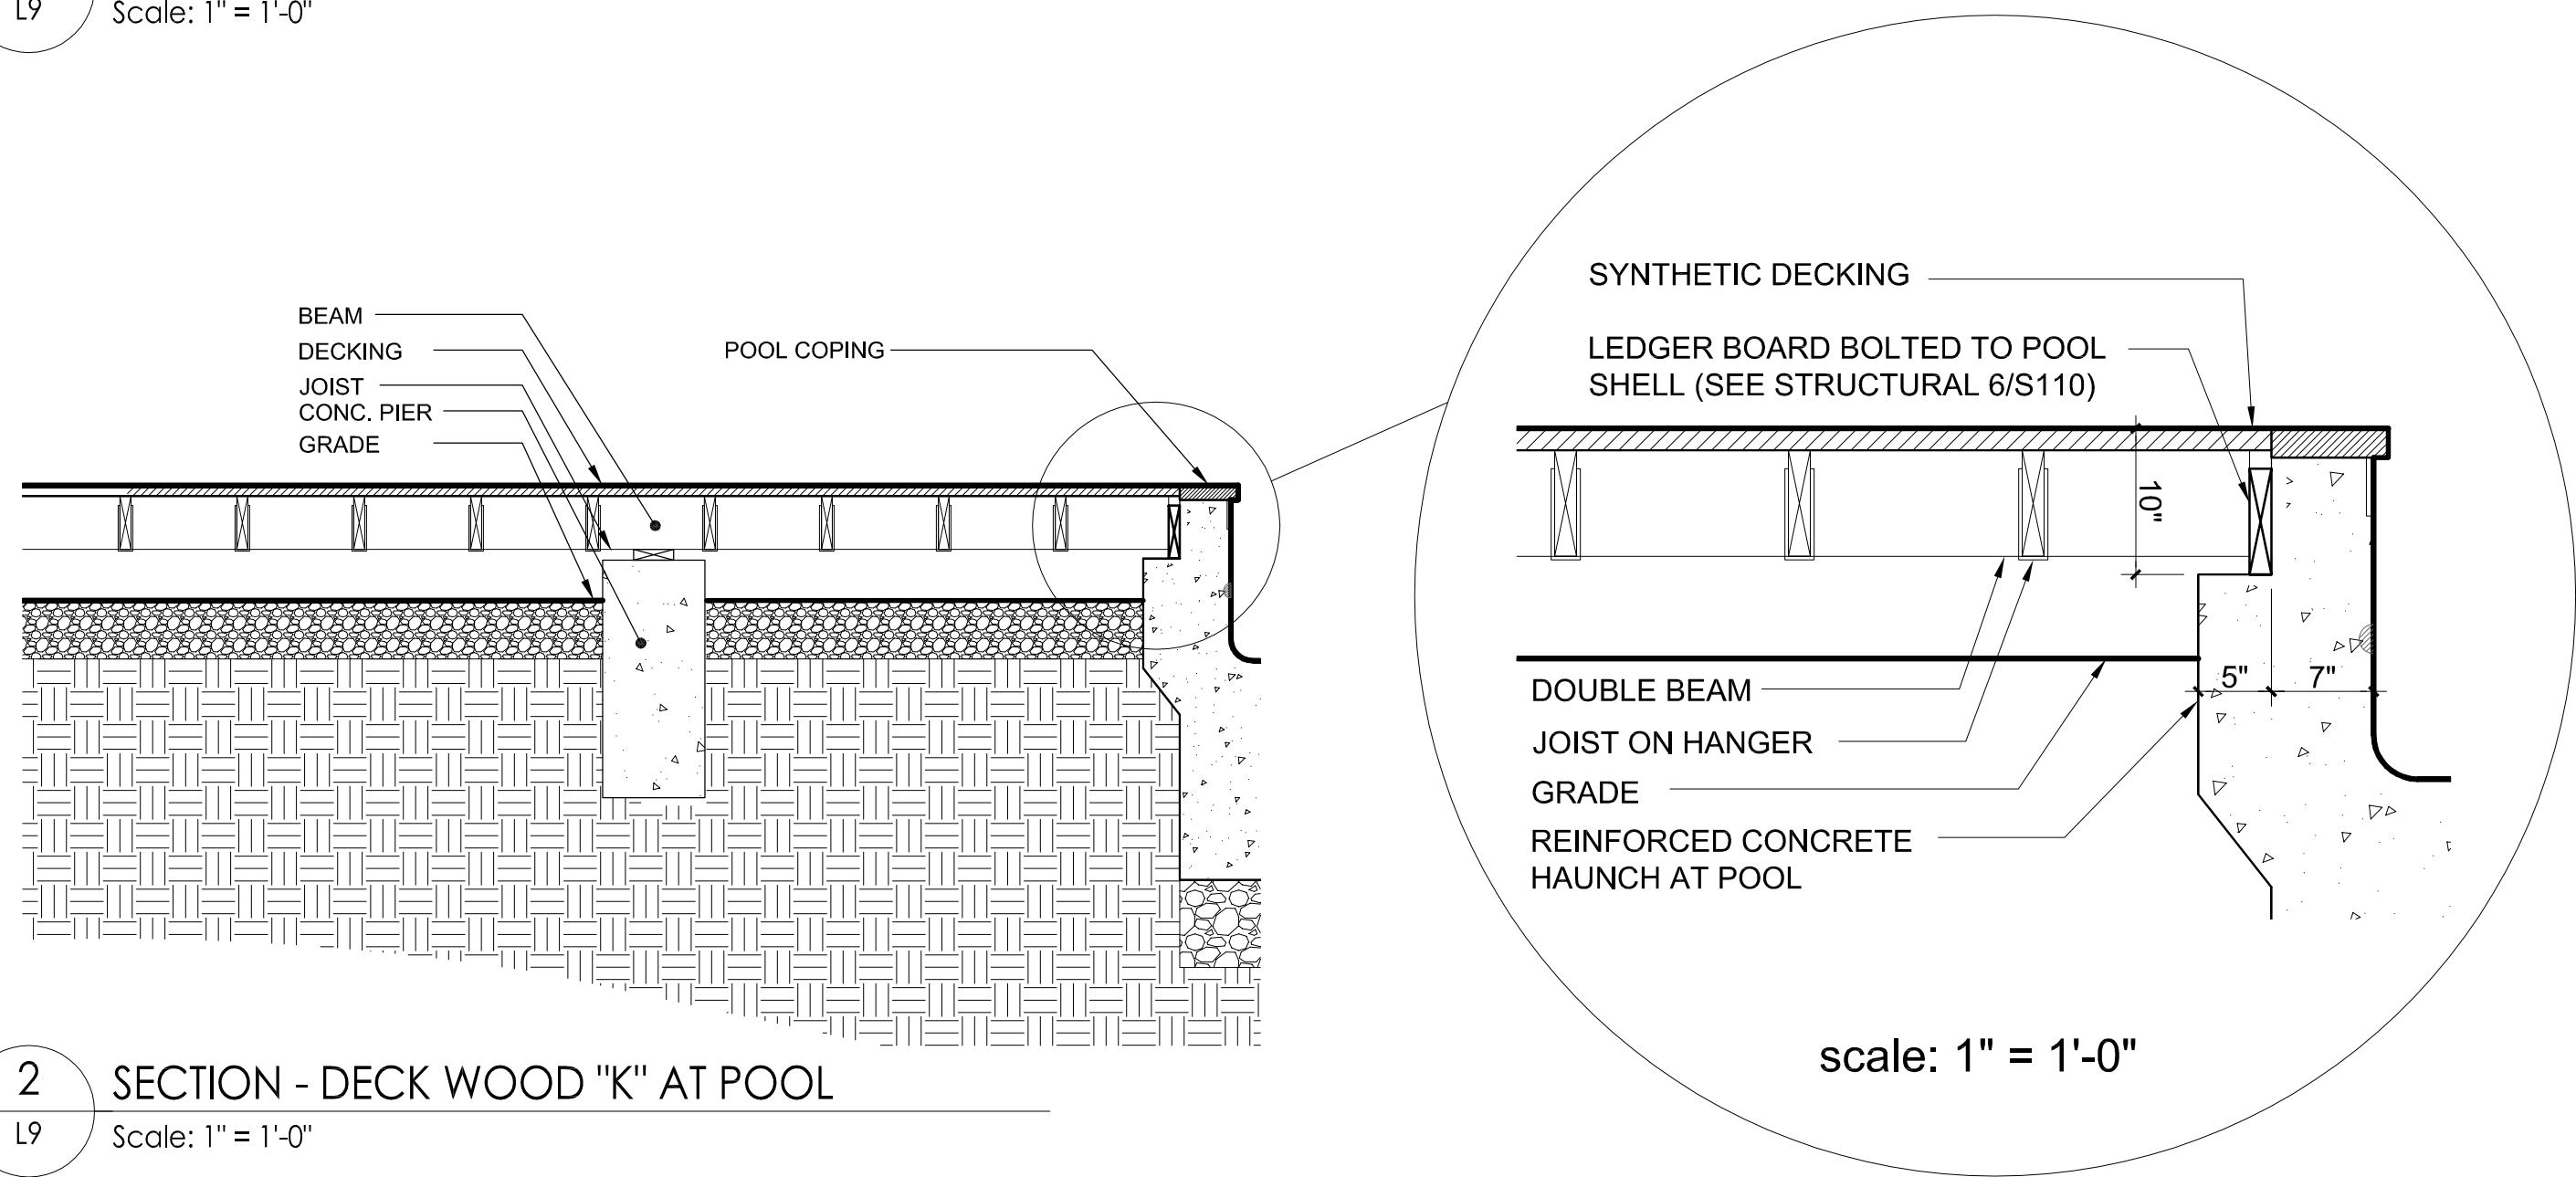 L9
Scale: 1" = 1'-0"
BEAM
DECKING
JOIST
CONC. PIER
GRADE
POOL COPING
SYNTHETIC DECKING
LEDGER BOARD BOLTED TO POOL
SHELL (SEE STRUCTURAL 6/S110)
10"
5"
7"
DOUBLE BEAM
JOIST ON HANGER
GRADE
REINFORCED CONCRETE
HAUNCH AT POOL
scale: 1" = 1'-0"
2
SECTION - DECK WOOD "K" AT POOL
L9
Scale: 1" = 1'-0"